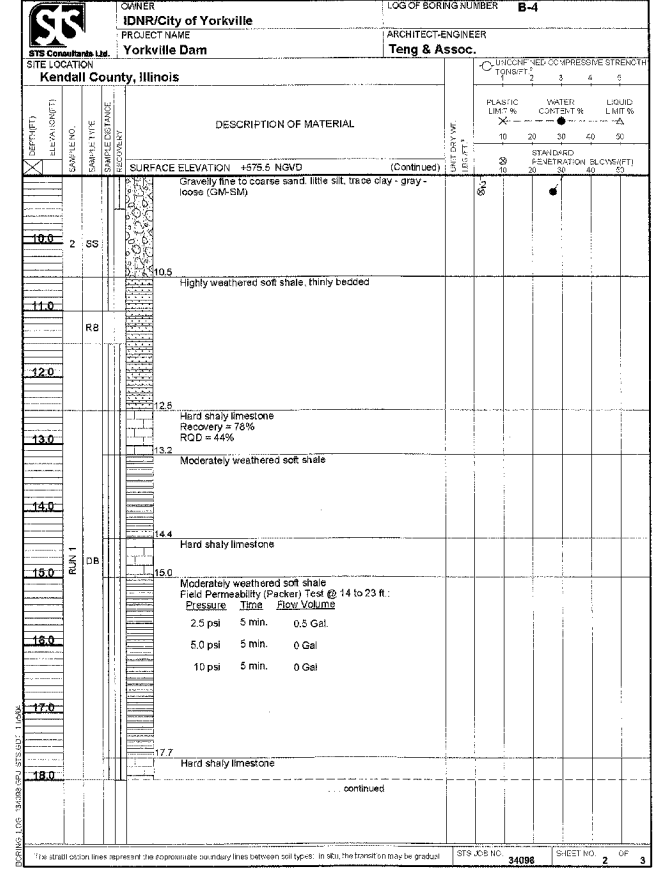 STS
STS Consultants Ltd.
OWNER
IDNR/City of Yorkville
LOG OF BORING NUMBER B-4
PROJECT NAME
Yorkville Dam
ARCHITECT-ENGINEER
Teng & Assoc.
SITE LOCATION
Kendall County, Illinois
UNCONFINED COMPRESSIVE STRENGTH
TONS/FT.2
1 2 3 4 5
DEPTH(FT)
ELEVATION(FT)
SAMPLE NO.
SAMPLE TYPE
SAMPLE DISTANCE
RECOVERY
DESCRIPTION OF MATERIAL
UNIT DRY WT.
LBS./FT.3
PLASTIC LIMIT %
WATER CONTENT %
LIQUID LIMIT %
10 20 30 40 50
STANDARD
PENETRATION BLOWS/(FT)
10 20 30 40 50
SURFACE ELEVATION +575.5 NGVD (Continued)
Gravelly fine to coarse sand, little silt, trace clay - gray -
loose (GM-SM)
2
10.0
2 SS
10.5
Highly weathered soft shale, thinly bedded
11.0
RB
12.0
12.5
Hard shaly limestone
Recovery = 78%
RQD = 44%
13.0
13.2
Moderately weathered soft shale
14.0
14.4
Hard shaly limestone
RUN 1
DB
15.0
15.0
Moderately weathered soft shale
Field Permeability (Packer) Test @ 14 to 23 ft.:
Pressure Time Flow Volume
2.5 psi 5 min. 0.5 Gal.
16.0
5.0 psi 5 min. 0 Gal
10 psi 5 min. 0 Gal
17.0
17.7
Hard shaly limestone
18.0
... continued
The stratification lines represent the approximate boundary lines between soil types: in situ, the transition may be gradual
STS JOB NO. 34098
SHEET NO. 2 OF 3